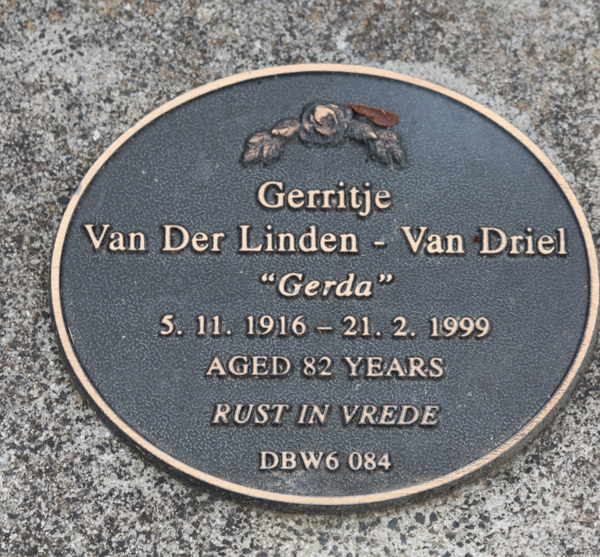 Gerritje
Van Der Linden - Van Driel
“Gerda”
5. 11. 1916 – 21. 2. 1999
AGED 82 YEARS
RUST IN VREDE
DBW6 084